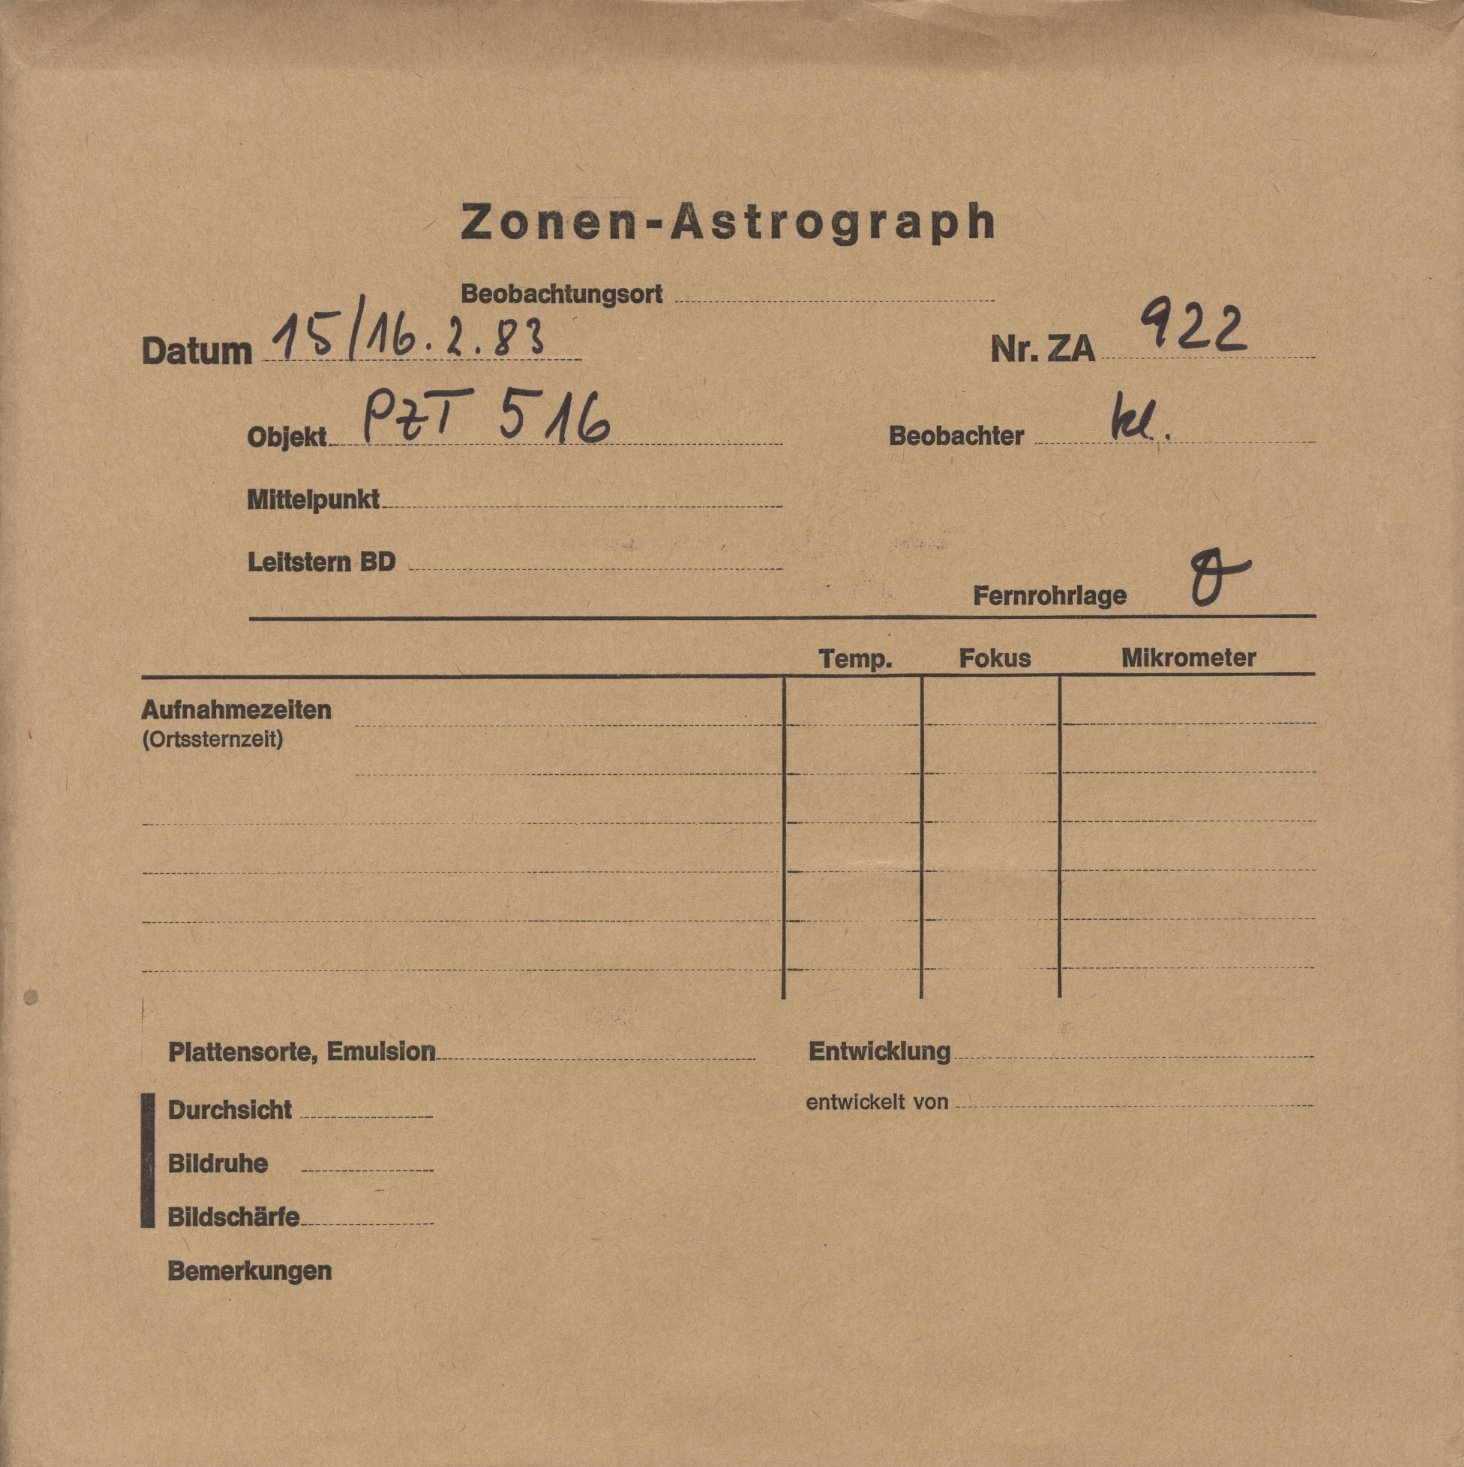 Zonen-Astrograph
Beobachtungsort
Datum 15/16.2.83
Nr. ZA 922
Objekt PZT 516
Beobachter kl.
Mittelpunkt
Leitstern BD
Fernrohrlage
Temp. Fokus Mikrometer
Aufnahmezeiten
(Ortssternzeit)
Plattensorte, Emulsion
Entwicklung
Durchsicht
entwickelt von
Bildruhe
Bildschärfe
Bemerkungen